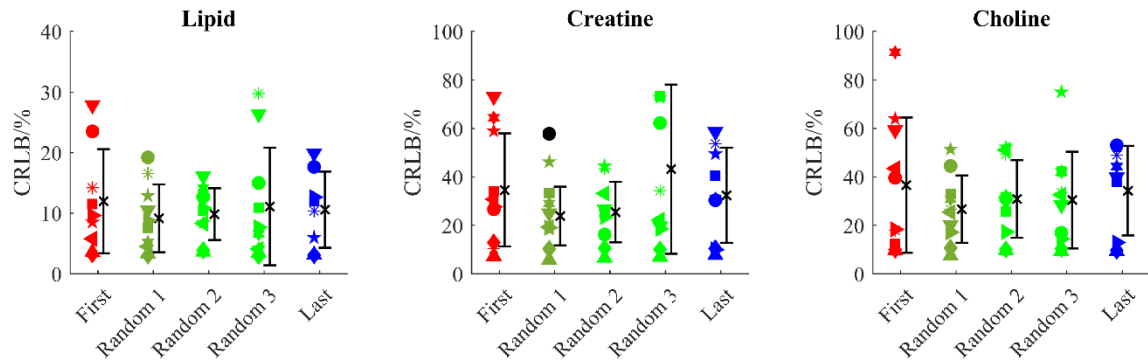 Lipid
CRLB/%
40
30
20
10
0
First
Random 1
Random 2
Random 3
Last
Creatine
CRLB/%
100
80
60
40
20
0
First
Random 1
Random 2
Random 3
Last
Choline
CRLB/%
100
80
60
40
20
0
First
Random 1
Random 2
Random 3
Last